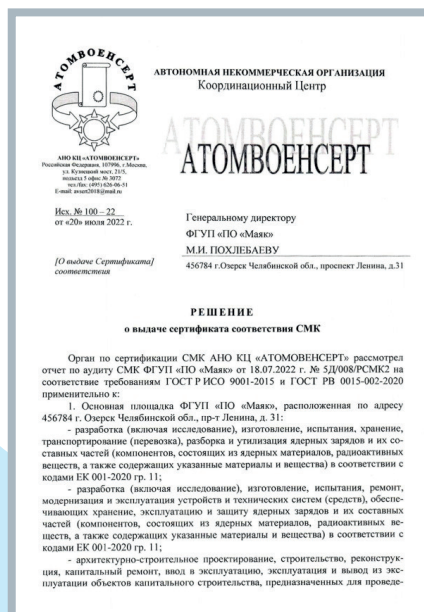 АТОМВОЕНСЕРТ
АВТОНОМНАЯ НЕКОММЕРЧЕСКАЯ ОРГАНИЗАЦИЯ
Координационный Центр
АТОМВОЕНСЕРТ
АТОМВОЕНСЕРТ
АНО КЦ «АТОМВОЕНСЕРТ»
Российская Федерация, 107996, г.Москва,
ул. Кузнецкий мост, 21/5,
подъезд 5 офис № 3072
тел./fax: (495) 626-06-51
E-mail: avsert2018@mail.ru
Исх. № 100 – 22
от «20» июля 2022 г.
Генеральному директору
ФГУП «ПО «Маяк»
М.И. ПОХЛЕБАЕВУ
[О выдаче Сертификата]
соответствия
456784 г.Озерск Челябинской обл., проспект Ленина, д.31
РЕШЕНИЕ
о выдаче сертификата соответствия СМК
Орган по сертификации СМК АНО КЦ «АТОМОВЕНСЕРТ» рассмотрел
отчет по аудиту СМК ФГУП «ПО «Маяк» от 18.07.2022 г. № 5Д/008/РСМК2 на
соответствие требованиям ГОСТ Р ИСО 9001-2015 и ГОСТ РВ 0015-002-2020
применительно к:
1. Основная площадка ФГУП «ПО «Маяк», расположенная по адресу
456784 г. Озерск Челябинской обл., пр-т Ленина, д. 31:
- разработка (включая исследование), изготовление, испытания, хранение,
транспортирование (перевозка), разборка и утилизация ядерных зарядов и их со-
ставных частей (компонентов, состоящих из ядерных материалов, радиоактивных
веществ, а также содержащих указанные материалы и вещества) в соответствии с
кодами ЕК 001-2020 гр. 11;
- разработка (включая исследование), изготовление, испытания, ремонт,
модернизация и эксплуатация устройств и технических систем (средств), обеспе-
чивающих хранение, эксплуатацию и защиту ядерных зарядов и их составных
частей (компонентов, состоящих из ядерных материалов, радиоактивных ве-
ществ, а также содержащих указанные материалы и вещества) в соответствии с
кодами ЕК 001-2020 гр. 11;
- архитектурно-строительное проектирование, строительство, реконструк-
ция, капитальный ремонт, ввод в эксплуатацию, эксплуатация и вывод из экс-
плуатации объектов капитального строительства, предназначенных для проведе-